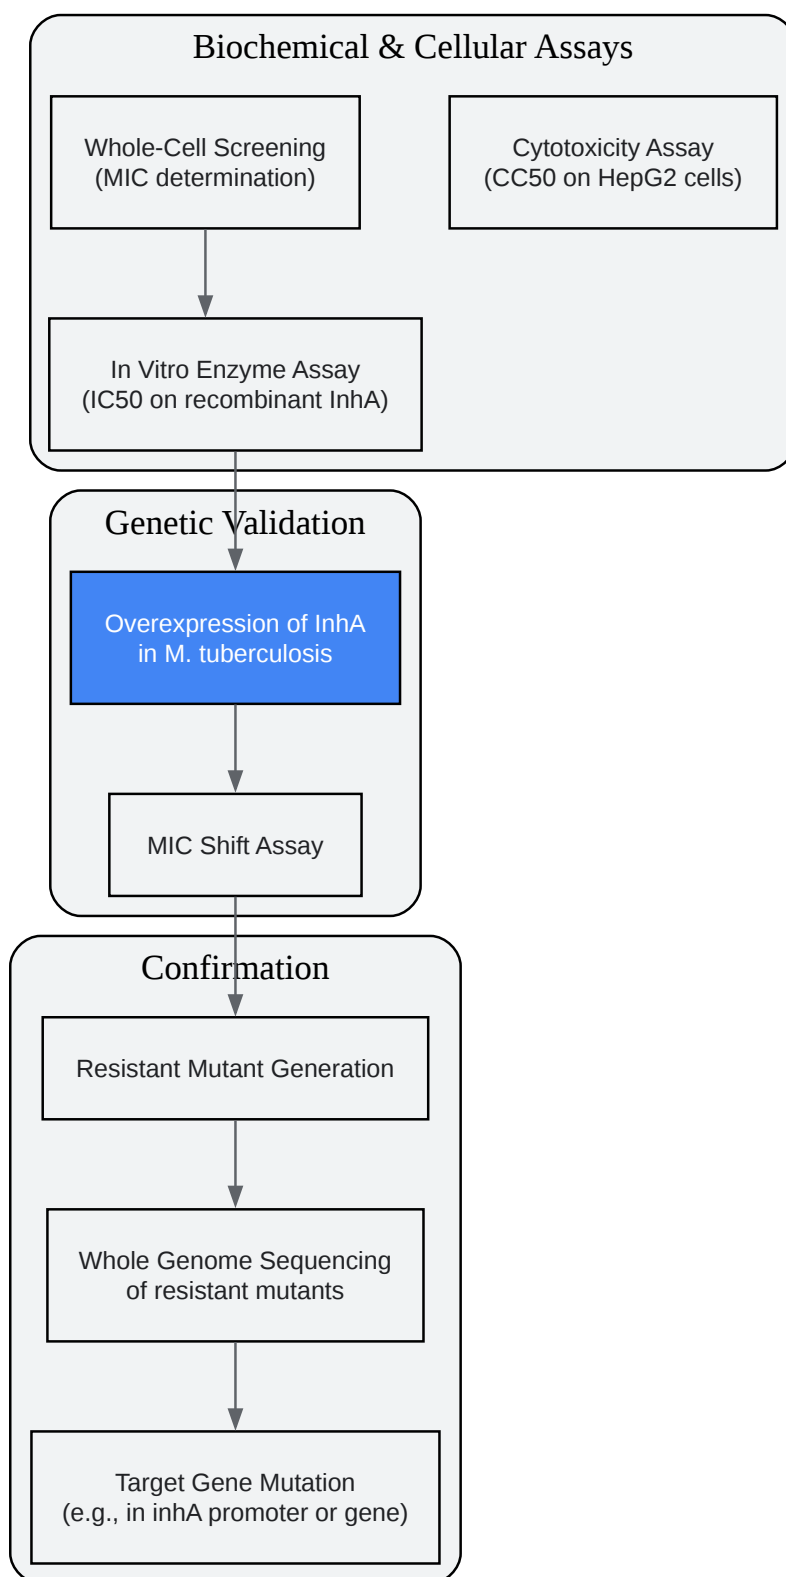 Biochemical & Cellular Assays
Whole-Cell Screening
(MIC determination)
Cytotoxicity Assay
(CC50 on HepG2 cells)
In Vitro Enzyme Assay
(IC50 on recombinant InhA)
Genetic Validation
Overexpression of InhA
in M. tuberculosis
MIC Shift Assay
Confirmation
Resistant Mutant Generation
Whole Genome Sequencing
of resistant mutants
Target Gene Mutation
(e.g., in inhA promoter or gene)